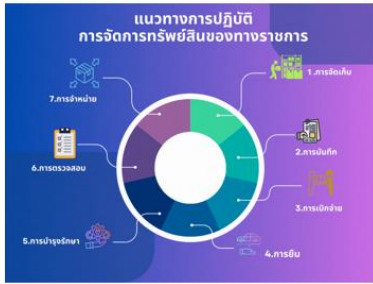 แนวทางการปฏิบัติ
การจัดการทรัพย์สินของทางราชการ
1.การจัดเก็บ
2.การบันทึก
3.การเบิกจ่าย
4.การยืม
5.การบำรุงรักษา
6.การตรวจสอบ
7.การจำหน่าย